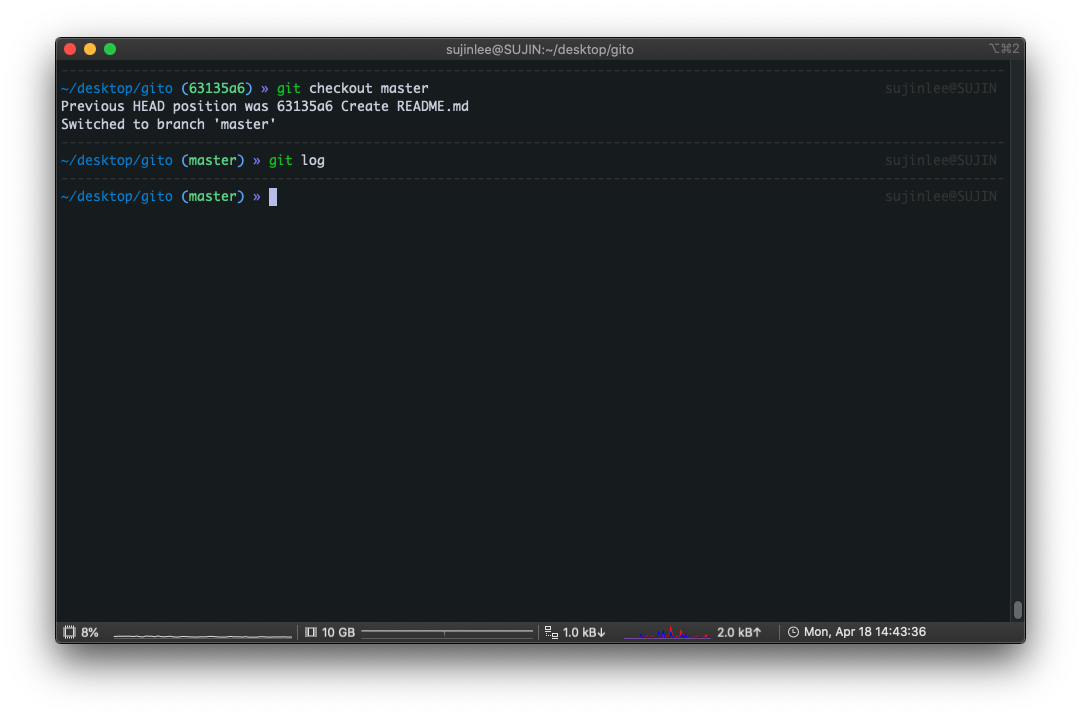 sujinlee@SUJIN:~/desktop/gito ⌥⌘2
~/desktop/gito (63135a6) » git checkout master sujinlee@SUJIN
Previous HEAD position was 63135a6 Create README.md
Switched to branch 'master'
~/desktop/gito (master) » git log sujinlee@SUJIN
~/desktop/gito (master) » sujinlee@SUJIN
8% 10 GB 1.0 kB↓ 2.0 kB↑ Mon, Apr 18 14:43:36